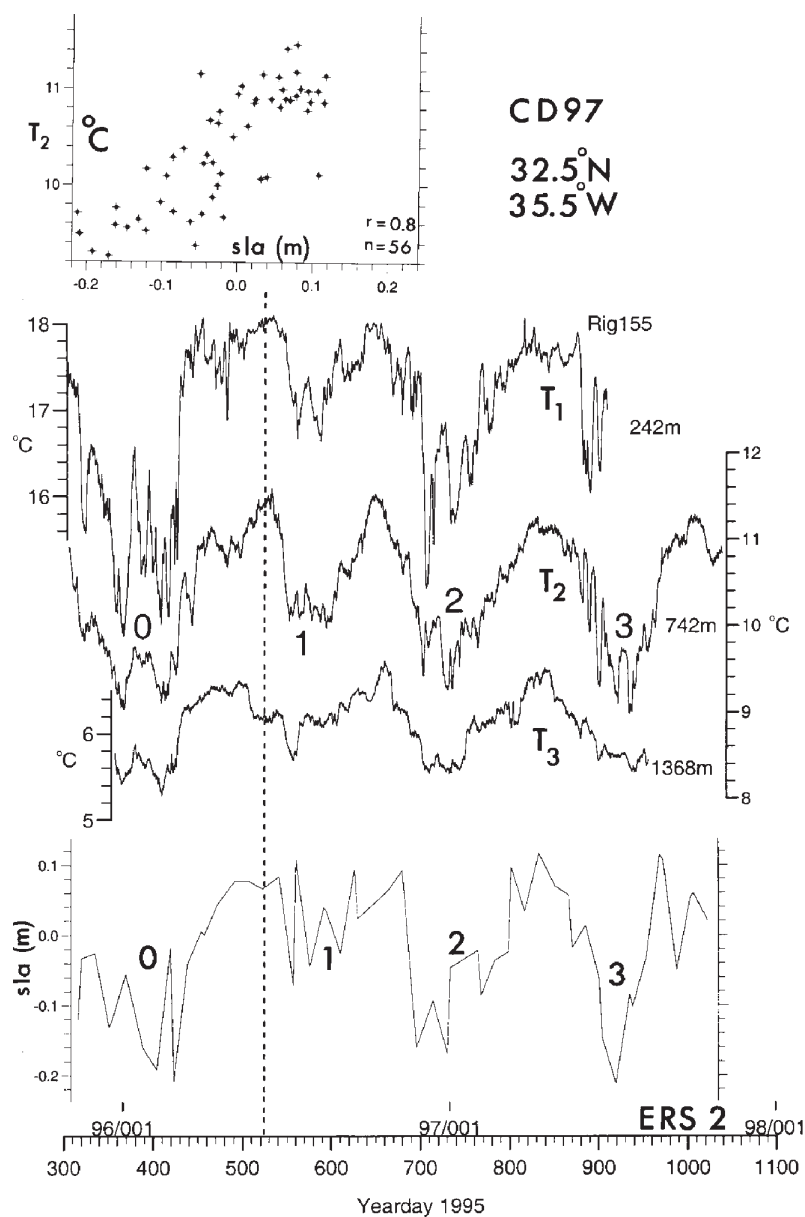 CD97
32.5°N
35.5°W
T2 °C
11
10
r = 0.8
n = 56
sla (m)
-0.2 -0.1 0.0 0.1 0.2
18
17
°C
16
Rig155
T1
242m
12
11
10 °C
9
8
T2
742m
0 1 2 3
6
°C
5
T3
1368m
0.1
0.0
-0.1
-0.2
sla (m)
0 1 2 3
96/001 97/001 ERS 2 98/001
300 400 500 600 700 800 900 1000 1100
Yearday 1995